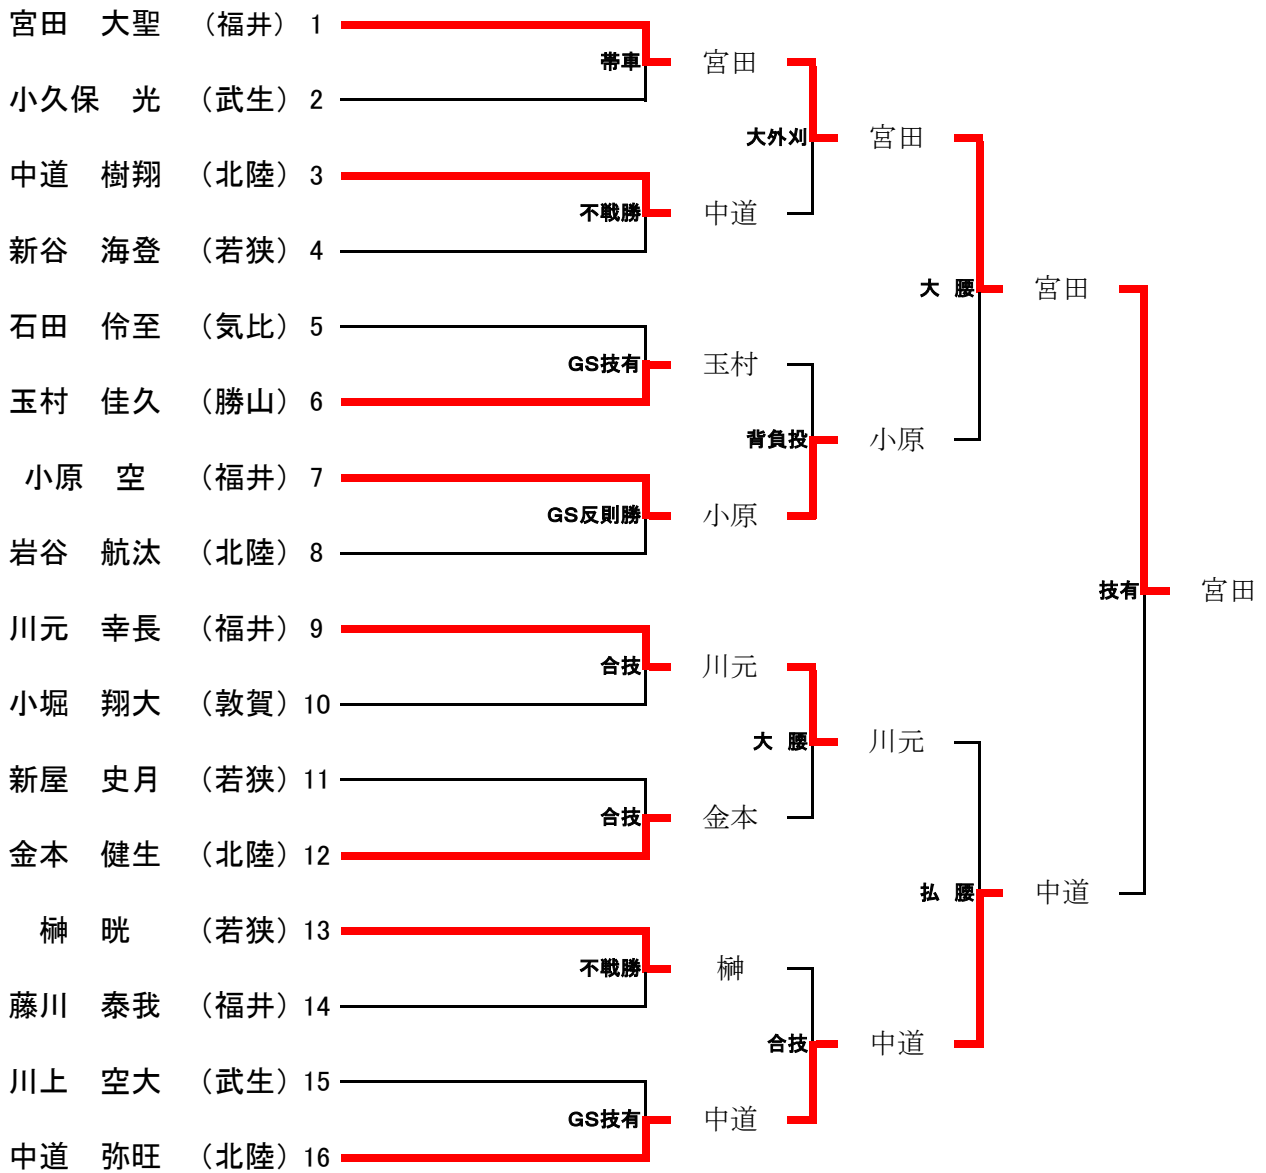 宮田　大聖　（福井） 1
帯車　宮田
小久保　光　（武生） 2
大外刈　宮田
中道　樹翔　（北陸） 3
不戦勝　中道
新谷　海登　（若狭） 4
大 腰　宮田
石田　伶至　（気比） 5
GS技有　玉村
玉村　佳久　（勝山） 6
背負投　小原
小原　空　（福井） 7
GS反則勝　小原
岩谷　航汰　（北陸） 8
技有　宮田
川元　幸長　（福井） 9
合技　川元
小堀　翔大　（敦賀） 10
大 腰　川元
新屋　史月　（若狭） 11
合技　金本
金本　健生　（北陸） 12
払 腰　中道
榊　晄　（若狭） 13
不戦勝　榊
藤川　泰我　（福井） 14
合技　中道
川上　空大　（武生） 15
GS技有　中道
中道　弥旺　（北陸） 16